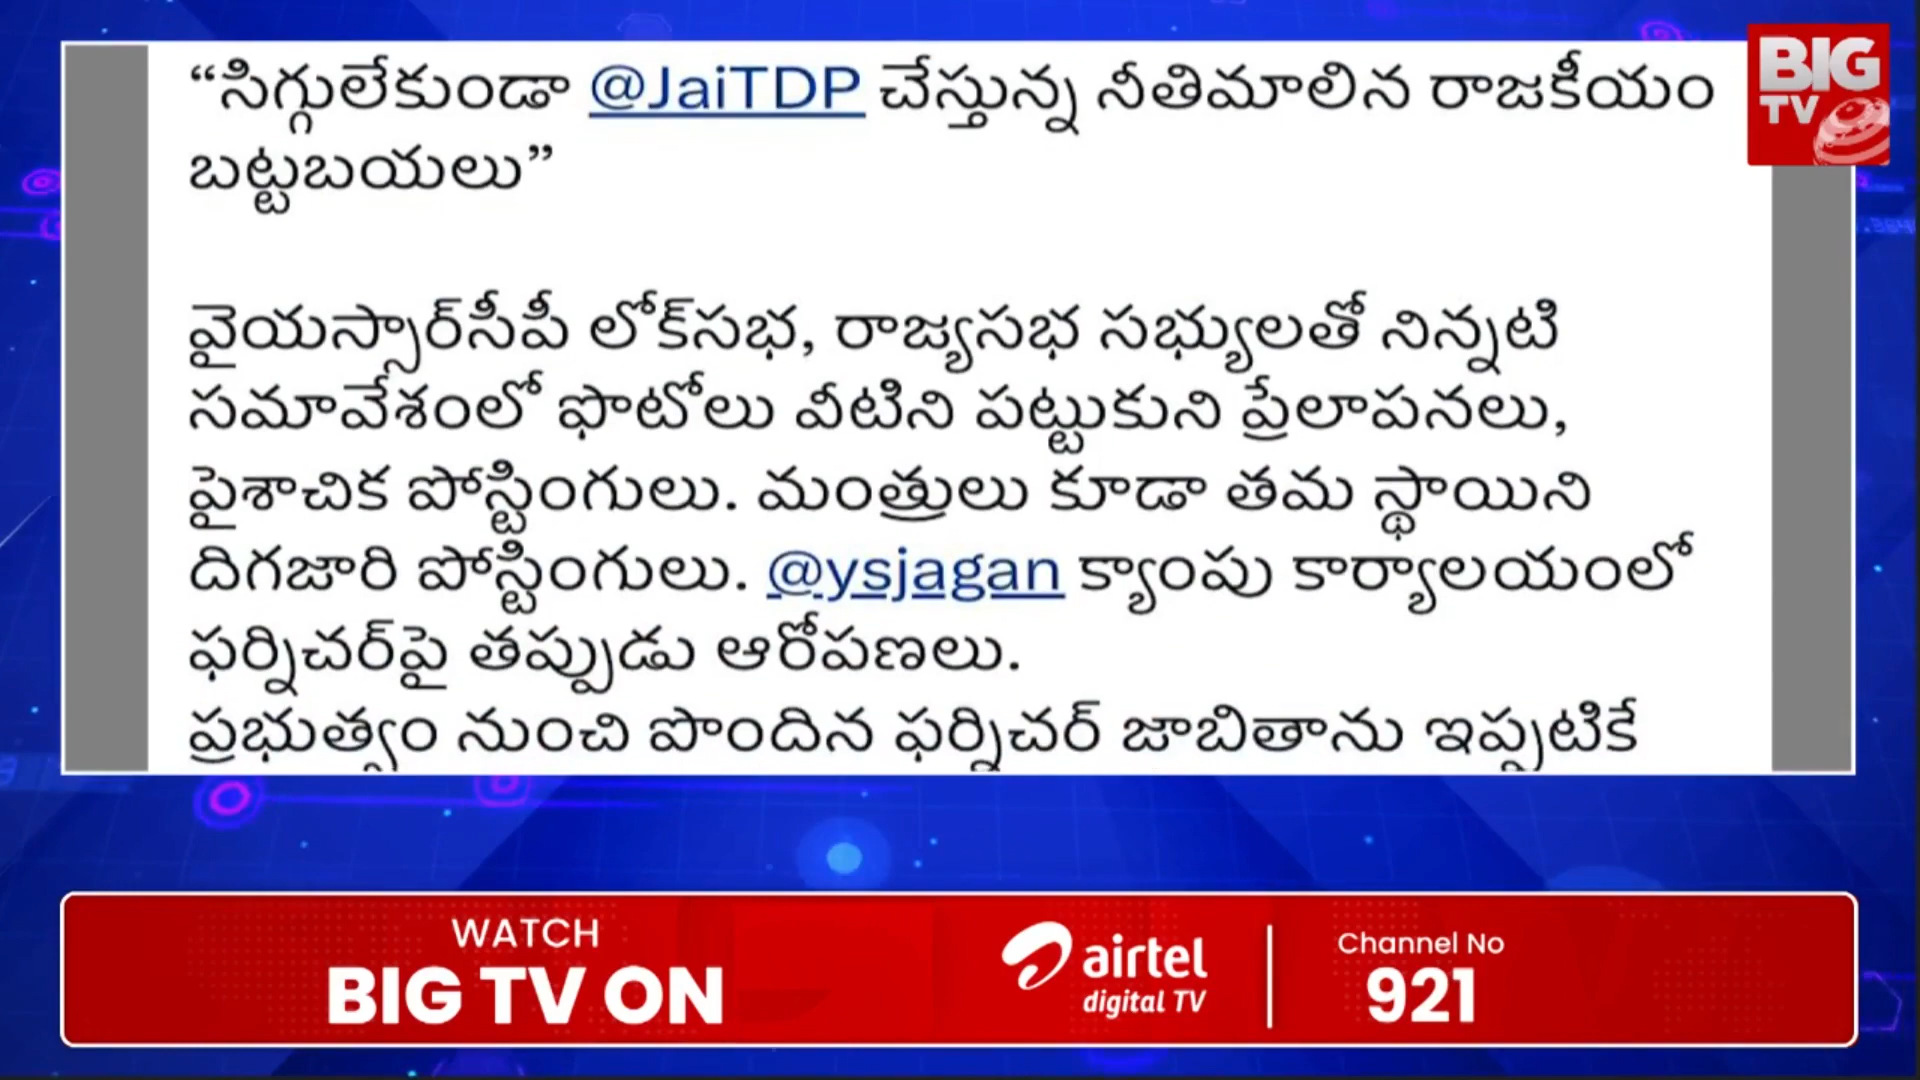 “సిగ్గులేకుండా @JaiTDP చేస్తున్న నీతిమాలిన రాజకీయం
బట్టబయలు”
వైయస్సార్‌సీపీ లోక్‌సభ, రాజ్యసభ సభ్యులతో నిన్నటి
సమావేశంలో ఫొటోలు వీటిని పట్టుకుని ప్రేలాపనలు,
పైశాచిక పోస్టింగులు. మంత్రులు కూడా తమ స్థాయిని
దిగజారి పోస్టింగులు. @ysjagan క్యాంపు కార్యాలయంలో
ఫర్నిచర్‌పై తప్పుడు ఆరోపణలు.
ప్రభుత్వం నుంచి పొందిన ఫర్నిచర్ జాబితాను ఇప్పటికే
BIG
TV
WATCH
BIG TV ON
airtel
digital TV
Channel No
921